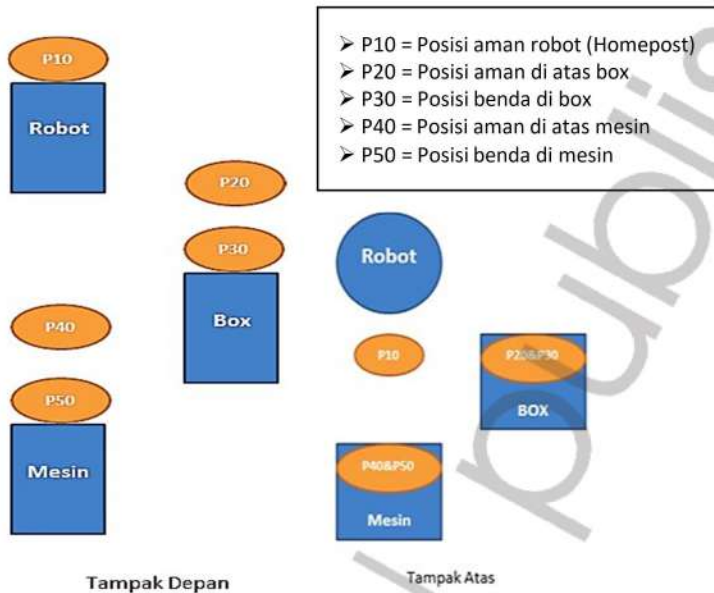 ➢ P10 = Posisi aman robot (Homepost)
➢ P20 = Posisi aman di atas box
➢ P30 = Posisi benda di box
➢ P40 = Posisi aman di atas mesin
➢ P50 = Posisi benda di mesin
P10
Robot
P20
P30
Box
P40
P50
Mesin
Tampak Depan
Robot
P10
P20&P30
BOX
P40&P50
Mesin
Tampak Atas